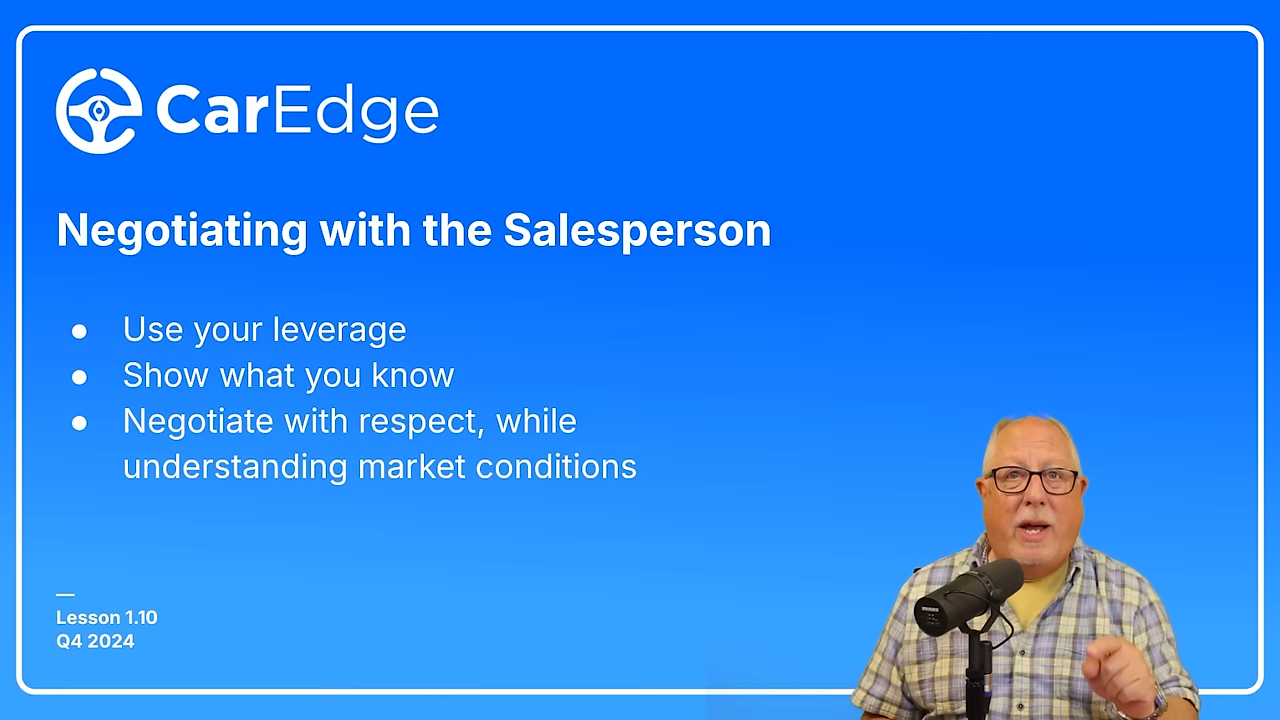 CarEdge
Negotiating with the Salesperson
● Use your leverage
● Show what you know
● Negotiate with respect, while
understanding market conditions
Lesson 1.10
Q4 2024